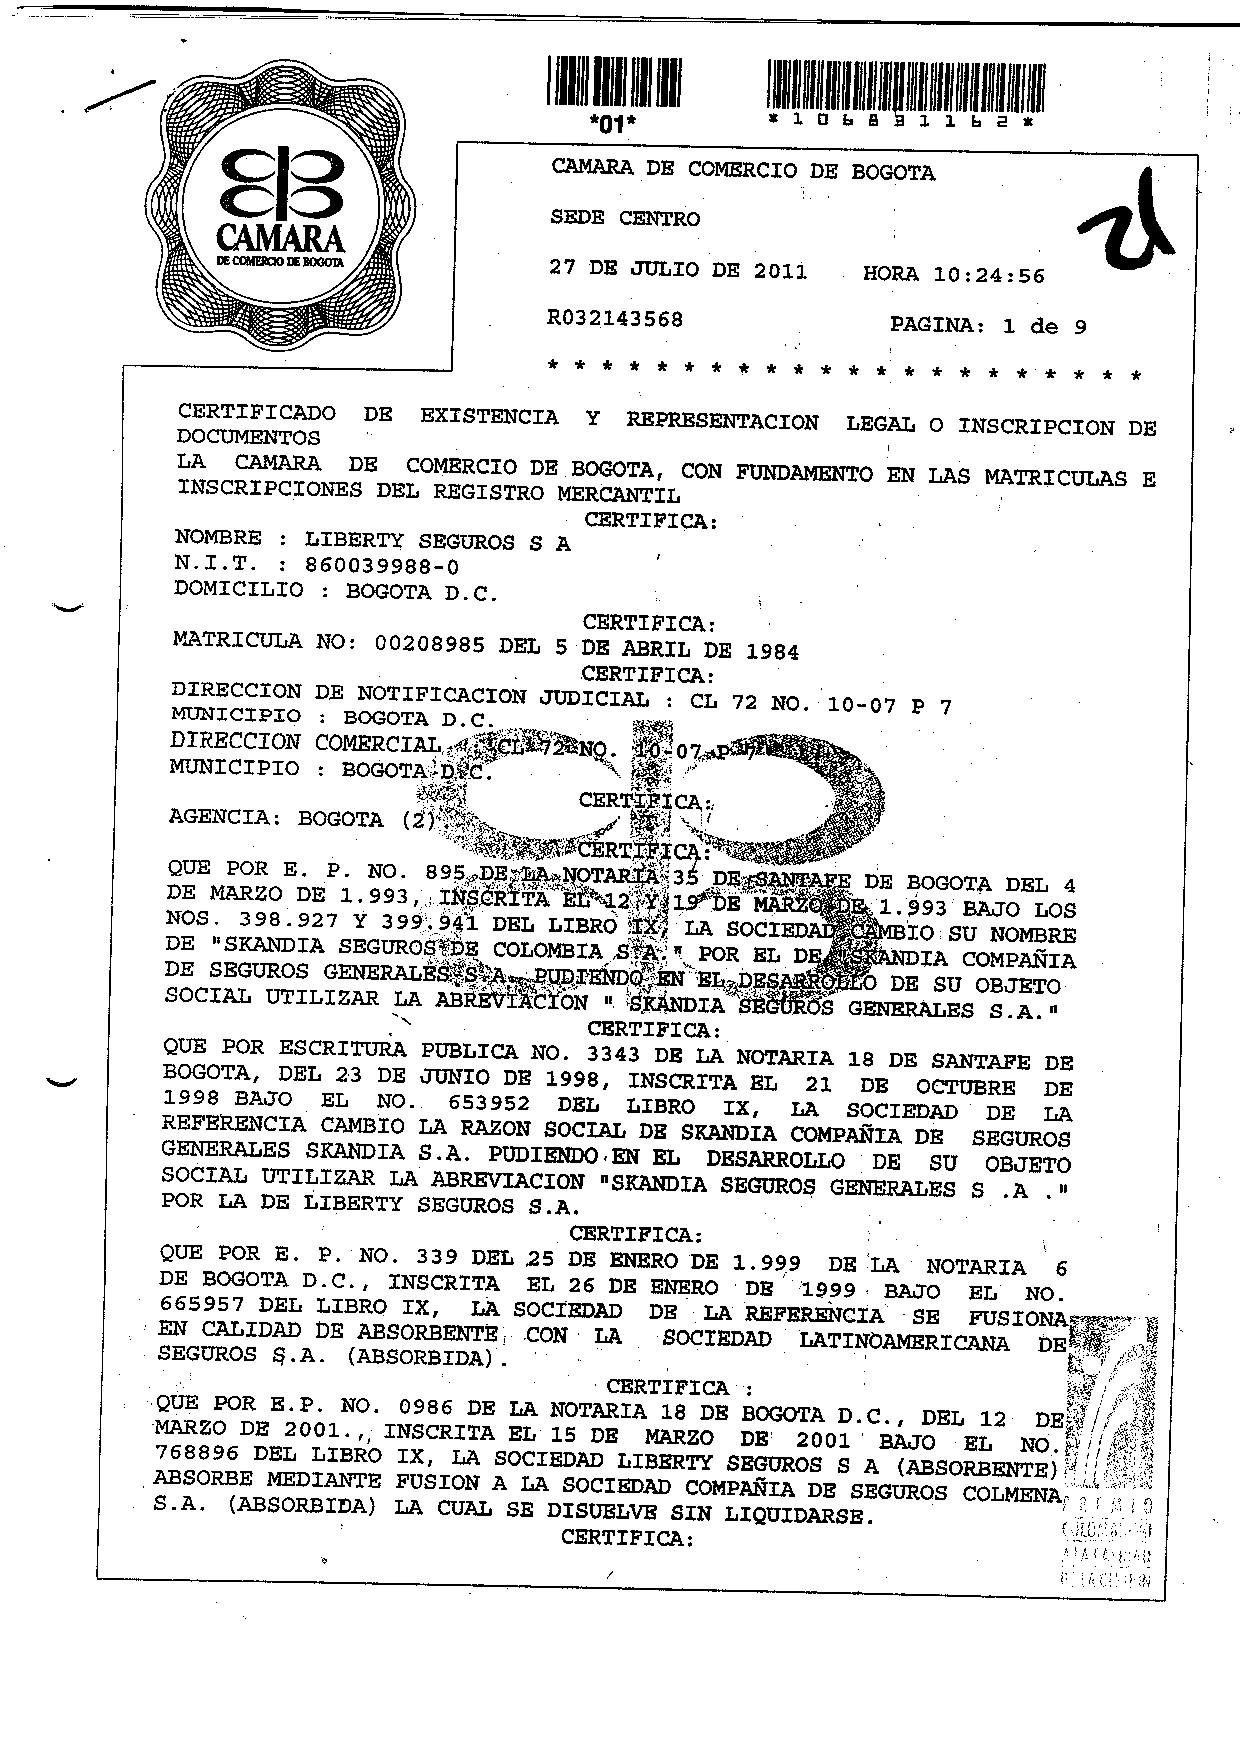 *01*
*106891162*
CAMARA
DE COMERCIO DE BOGOTA
CAMARA DE COMERCIO DE BOGOTA
SEDE CENTRO
27 DE JULIO DE 2011 HORA 10:24:56
R032143568 PAGINA: 1 de 9
* * * * * * * * * * * * * * * * * * * * * *
CERTIFICADO DE EXISTENCIA Y REPRESENTACION LEGAL O INSCRIPCION DE
DOCUMENTOS
LA CAMARA DE COMERCIO DE BOGOTA, CON FUNDAMENTO EN LAS MATRICULAS E
INSCRIPCIONES DEL REGISTRO MERCANTIL
CERTIFICA:
NOMBRE : LIBERTY SEGUROS S A
N.I.T. : 860039988-0
DOMICILIO : BOGOTA D.C.
CERTIFICA:
MATRICULA NO: 00208985 DEL 5 DE ABRIL DE 1984
CERTIFICA:
DIRECCION DE NOTIFICACION JUDICIAL : CL 72 NO. 10-07 P 7
MUNICIPIO : BOGOTA D.C.
DIRECCION COMERCIAL : CL 72 NO. 10-07 P 7
MUNICIPIO : BOGOTA D.C.
CERTIFICA:
AGENCIA: BOGOTA (2)
CERTIFICA:
QUE POR E. P. NO. 895 DE LA NOTARIA 35 DE SANTAFE DE BOGOTA DEL 4
DE MARZO DE 1.993, INSCRITA EL 12 Y 19 DE MARZO DE 1.993 BAJO LOS
NOS. 398.927 Y 399.941 DEL LIBRO IX, LA SOCIEDAD CAMBIO SU NOMBRE
DE "SKANDIA SEGUROS DE COLOMBIA S.A." POR EL DE SKANDIA COMPAÑIA
DE SEGUROS GENERALES S.A. PUDIENDO EN EL DESARROLLO DE SU OBJETO
SOCIAL UTILIZAR LA ABREVIACION " SKANDIA SEGUROS GENERALES S.A."
CERTIFICA:
QUE POR ESCRITURA PUBLICA NO. 3343 DE LA NOTARIA 18 DE SANTAFE DE
BOGOTA, DEL 23 DE JUNIO DE 1998, INSCRITA EL 21 DE OCTUBRE DE
1998 BAJO EL NO. 653952 DEL LIBRO IX, LA SOCIEDAD DE LA
REFERENCIA CAMBIO LA RAZON SOCIAL DE SKANDIA COMPAÑIA DE SEGUROS
GENERALES SKANDIA S.A. PUDIENDO EN EL DESARROLLO DE SU OBJETO
SOCIAL UTILIZAR LA ABREVIACION "SKANDIA SEGUROS GENERALES S .A ."
POR LA DE LIBERTY SEGUROS S.A.
CERTIFICA:
QUE POR E. P. NO. 339 DEL 25 DE ENERO DE 1.999 DE LA NOTARIA 6
DE BOGOTA D.C., INSCRITA EL 26 DE ENERO DE 1999 BAJO EL NO.
665957 DEL LIBRO IX, LA SOCIEDAD DE LA REFERENCIA SE FUSIONA
EN CALIDAD DE ABSORBENTE CON LA SOCIEDAD LATINOAMERICANA DE
SEGUROS S.A. (ABSORBIDA).
CERTIFICA :
QUE POR E.P. NO. 0986 DE LA NOTARIA 18 DE BOGOTA D.C., DEL 12 DE
MARZO DE 2001., INSCRITA EL 15 DE MARZO DE 2001 BAJO EL NO.
768896 DEL LIBRO IX, LA SOCIEDAD LIBERTY SEGUROS S A (ABSORBENTE)
ABSORBE MEDIANTE FUSION A LA SOCIEDAD COMPAÑIA DE SEGUROS COLMENA
S.A. (ABSORBIDA) LA CUAL SE DISUELVE SIN LIQUIDARSE.
CERTIFICA: